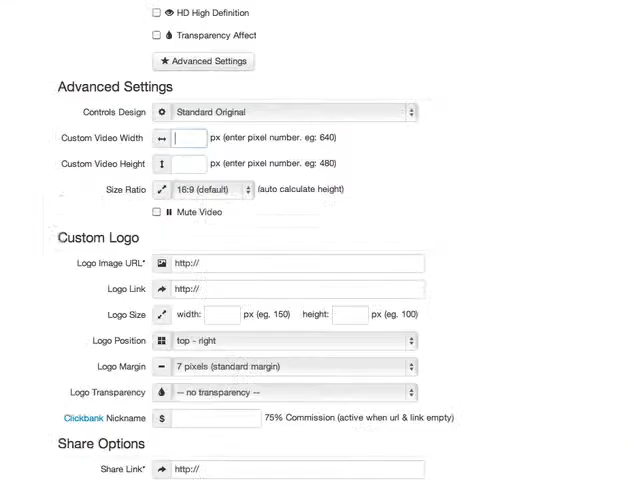 HD High Definition
Transparency Affect
Advanced Settings
Advanced Settings
Controls Design Standard Original
Custom Video Width px (enter pixel number. eg: 640)
Custom Video Height px (enter pixel number. eg: 480)
Size Ratio 16:9 (default) (auto calculate height)
Mute Video
Custom Logo
Logo Image URL* http://
Logo Link http://
Logo Size width: px (eg. 150) height: px (eg. 100)
Logo Position top - right
Logo Margin 7 pixels (standard margin)
Logo Transparency -- no transparency --
Clickbank Nickname $ 75% Commission (active when url & link empty)
Share Options
Share Link* http://